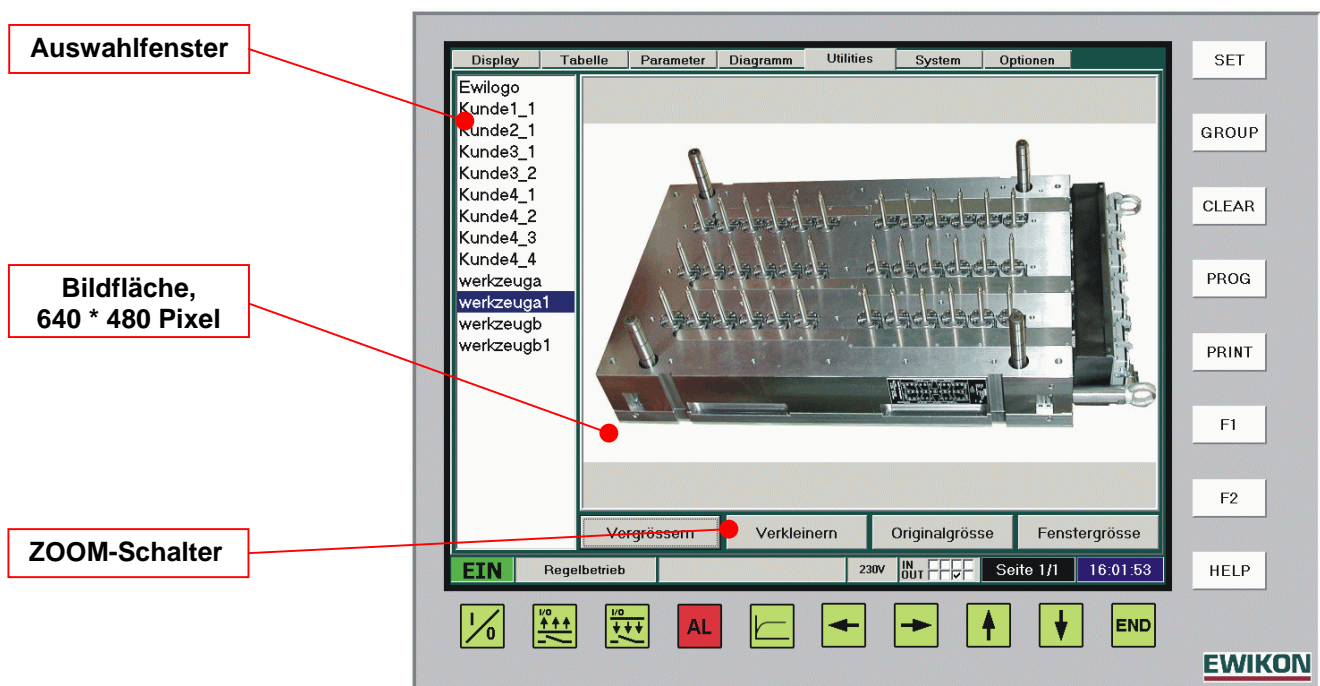 Auswahlfenster
Bildfläche,
640 * 480 Pixel
ZOOM-Schalter
Display Tabelle Parameter Diagramm Utilities System Optionen
Ewilogo
Kunde1_1
Kunde2_1
Kunde3_1
Kunde3_2
Kunde4_1
Kunde4_2
Kunde4_3
Kunde4_4
werkzeuga
werkzeuga1
werkzeugb
werkzeugb1
Vergrössern Verkleinern Originalgrösse Fenstergrösse
EIN Regelbetrieb 230V IN OUT Seite 1/1 16:01:53
I/0 I/O I/O AL END
SET
GROUP
CLEAR
PROG
PRINT
F1
F2
HELP
EWIKON